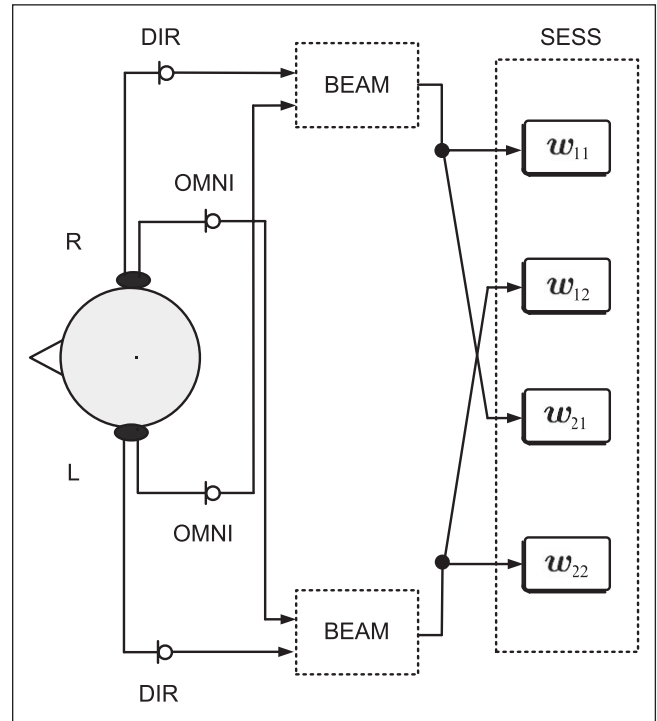 DIR
SESS
BEAM
w11
OMNI
R
w12
w21
L
OMNI
w22
BEAM
DIR